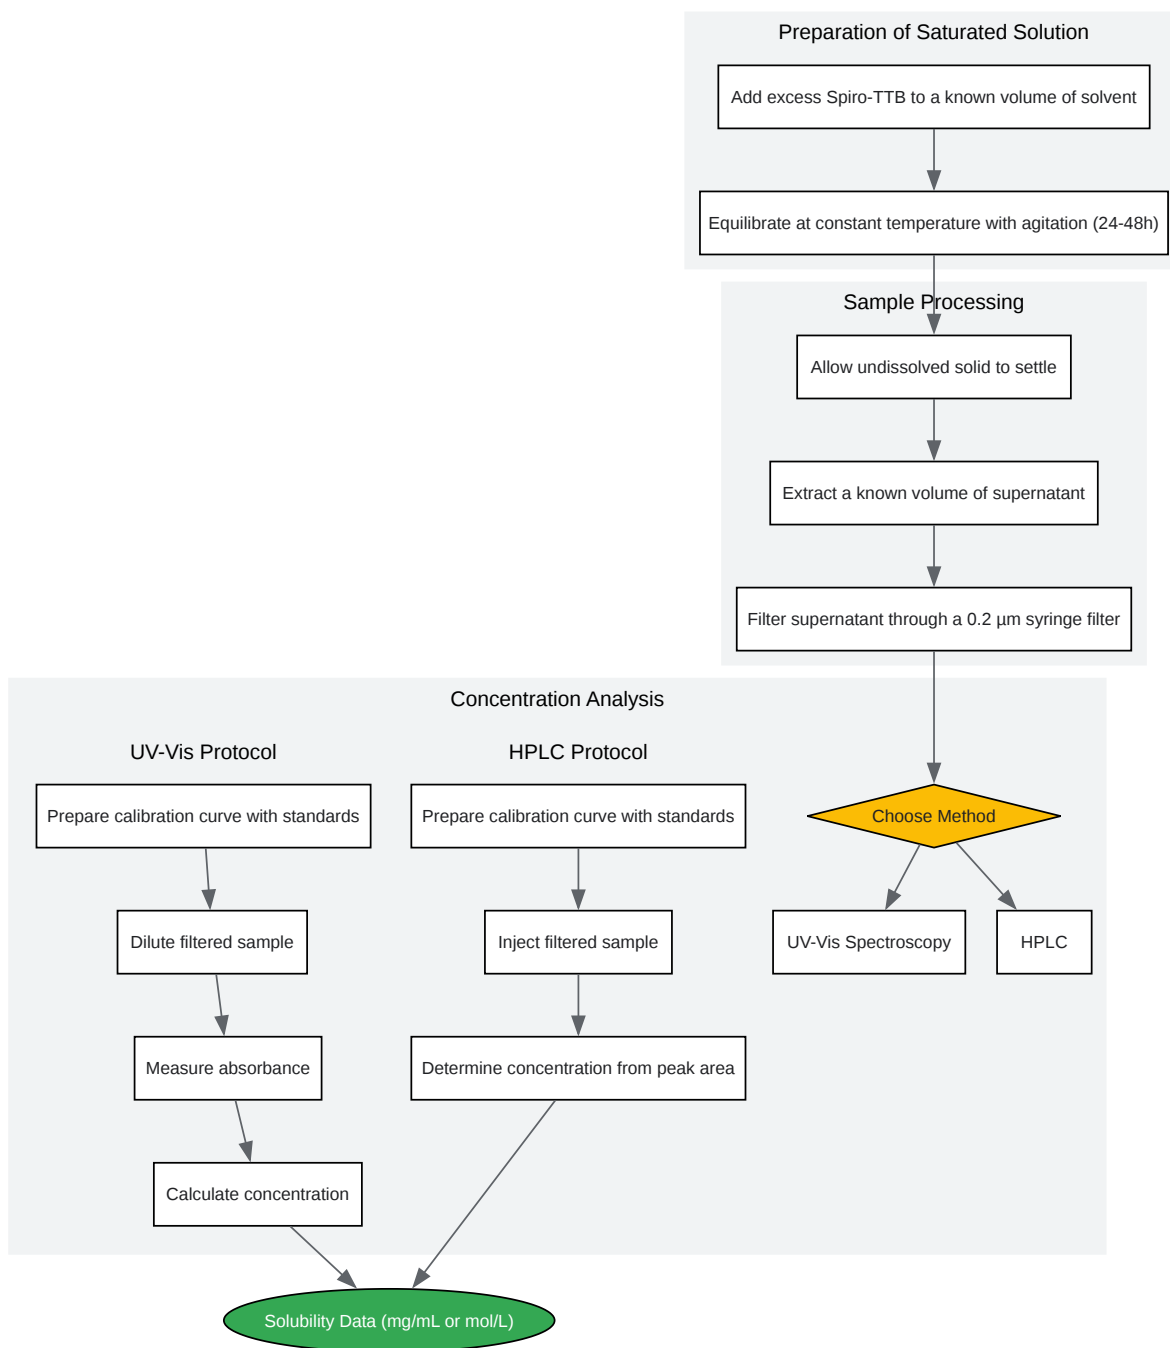 Preparation of Saturated Solution
Add excess Spiro-TTB to a known volume of solvent
Equilibrate at constant temperature with agitation (24-48h)
Sample Processing
Allow undissolved solid to settle
Extract a known volume of supernatant
Filter supernatant through a 0.2 µm syringe filter
Concentration Analysis
UV-Vis Protocol
Prepare calibration curve with standards
Dilute filtered sample
Measure absorbance
Calculate concentration
HPLC Protocol
Prepare calibration curve with standards
Inject filtered sample
Determine concentration from peak area
Choose Method
UV-Vis Spectroscopy
HPLC
Solubility Data (mg/mL or mol/L)